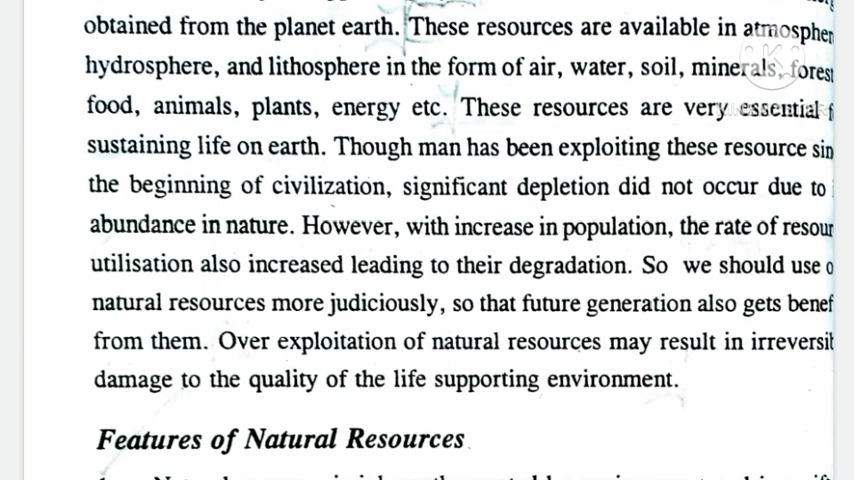 obtained from the planet earth. These resources are available in atmospher
hydrosphere, and lithosphere in the form of air, water, soil, minerals, forest
food, animals, plants, energy etc. These resources are very essential f
sustaining life on earth. Though man has been exploiting these resource sin
the beginning of civilization, significant depletion did not occur due to
abundance in nature. However, with increase in population, the rate of resour
utilisation also increased leading to their degradation. So we should use o
natural resources more judiciously, so that future generation also gets benef
from them. Over exploitation of natural resources may result in irreversib
damage to the quality of the life supporting environment.
Features of Natural Resources